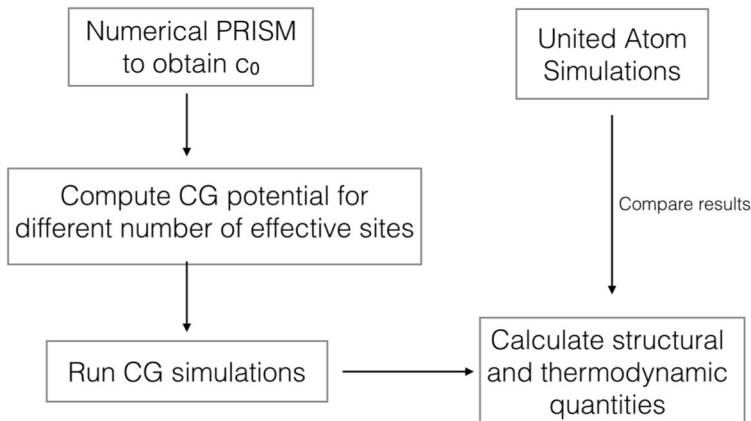 Numerical PRISM
to obtain c₀
United Atom
Simulations
Compute CG potential for
different number of effective sites
Compare results
Run CG simulations
Calculate structural
and thermodynamic
quantities